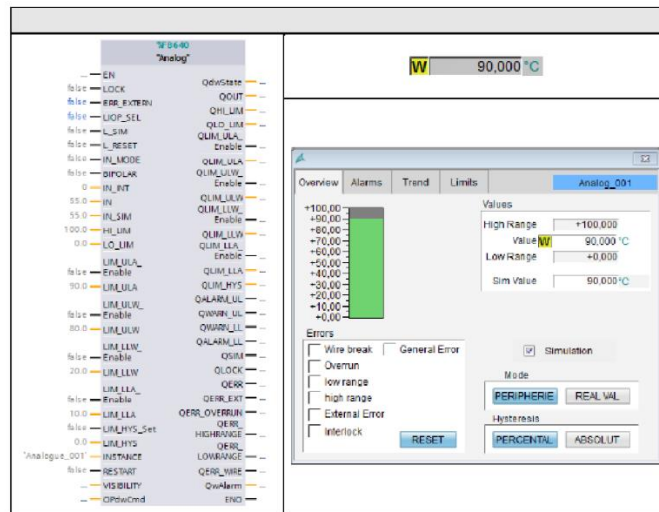 %FB640
"Analog"
... EN
false LOCK
false ERR_EXTERN
false LIOP_SEL
false L_SIM
false L_RESET
false IN_MODE
false BIPOLAR
0 IN_INT
55.0 IN
55.0 IN_SIM
100.0 HI_LIM
0.0 LO_LIM
LIM_ULA_
false Enable
90.0 LIM_ULA
LIM_ULW_
false Enable
80.0 LIM_ULW
LIM_LLW_
false Enable
20.0 LIM_LLW
LIM_LLA_
false Enable
10.0 LIM_LLA
false LIM_HYS_Set
0.0 LIM_HYS
"Analogue_001" INSTANCE
false RESTART
... VISIBILITY
... OPdwCmd
QdwState ...
QOUT ...
QHI_LIM ...
QLO_LIM ...
QLIM_ULA_
Enable ...
QLIM_ULA ...
QLIM_ULW_
Enable ...
QLIM_ULW ...
QLIM_LLW_
Enable ...
QLIM_LLW ...
QLIM_LLA_
Enable ...
QLIM_LLA ...
QLIM_HYS ...
QALARM_UL ...
QWARN_UL ...
QWARN_LL ...
QALARM_LL ...
QSIM ...
QLOCK ...
QERR ...
QERR_EXT ...
QERR_OVERRUN ...
QERR_
HIGHRANGE ...
QERR_
LOWRANGE ...
QERR_WIRE ...
QwAlarm ...
ENO
W 90,000 °C
Overview Alarms Trend Limits Analog_001
+100,00
+90,00
+80,00
+70,00
+60,00
+50,00
+40,00
+30,00
+20,00
+10,00
+0,00
Values
High Range +100,000
Value W 90,000 °C
Low Range +0,000
Sim Value 90,000 °C
Errors
Wire break General Error
Overrun
low range
high range
External Error
Interlock
RESET
Simulation
Mode
PERIPHERIE REAL VAL
Hysteresis
PERCENTAL ABSOLUT